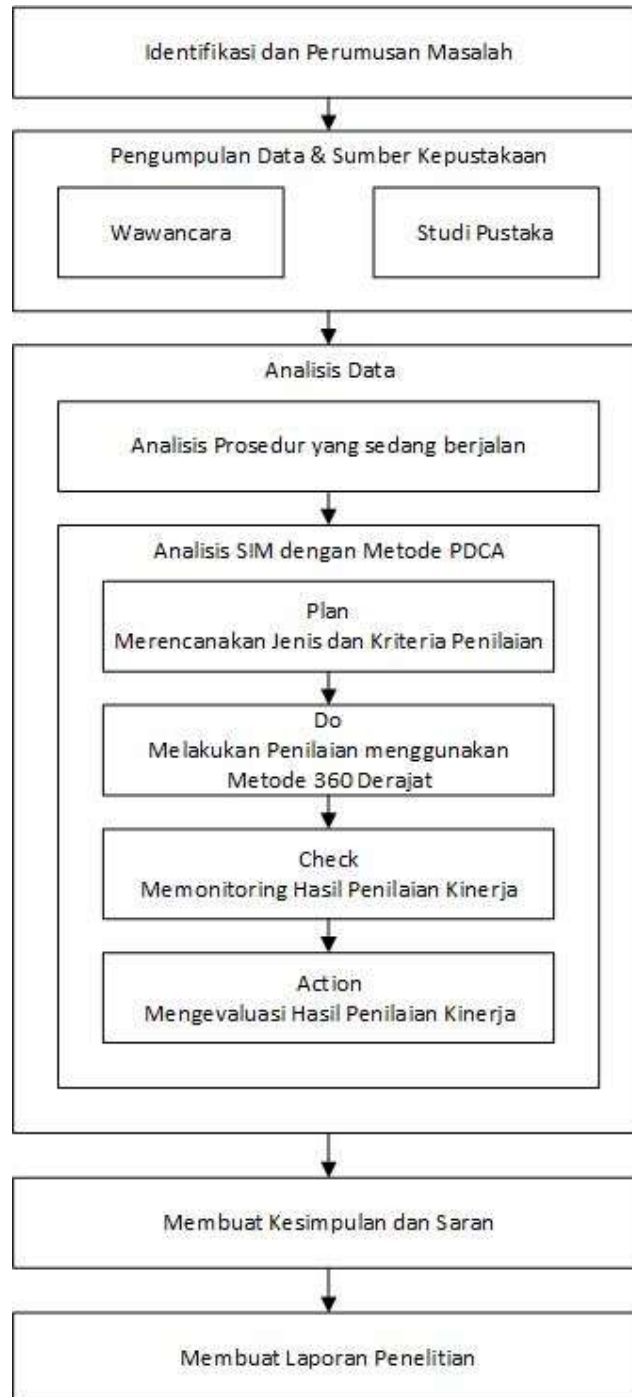 Identifikasi dan Perumusan Masalah
Pengumpulan Data & Sumber Kepustakaan
Wawancara
Studi Pustaka
Analisis Data
Analisis Prosedur yang sedang berjalan
Analisis SIM dengan Metode PDCA
Plan
Merencanakan Jenis dan Kriteria Penilaian
Do
Melakukan Penilaian menggunakan
Metode 360 Derajat
Check
Memonitoring Hasil Penilaian Kinerja
Action
Mengevaluasi Hasil Penilaian Kinerja
Membuat Kesimpulan dan Saran
Membuat Laporan Penelitian